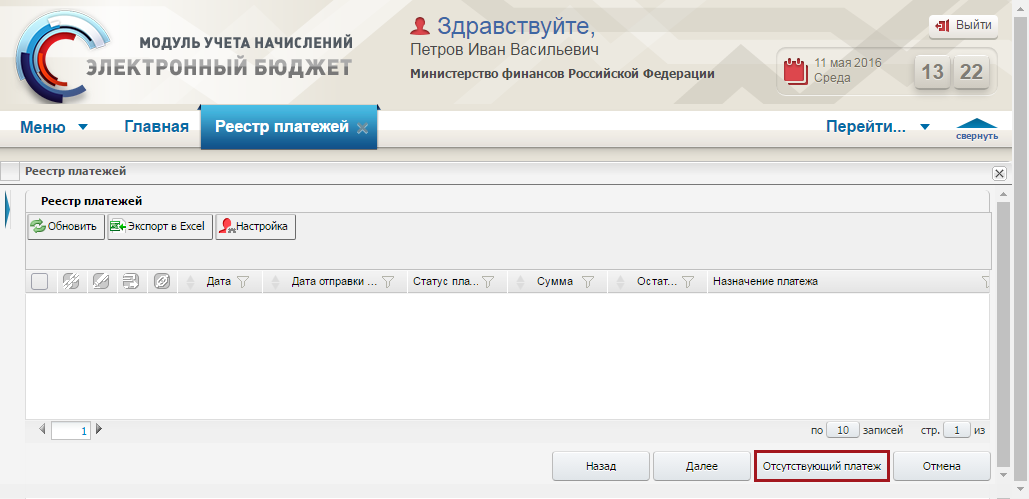 МОДУЛЬ УЧЕТА НАЧИСЛЕНИЙ
ЭЛЕКТРОННЫЙ БЮДЖЕТ
Здравствуйте,
Петров Иван Васильевич
Министерство финансов Российской Федерации
Выйти
11 мая 2016
Среда
13 22
Меню Главная Реестр платежей Перейти... свернуть
Реестр платежей
Реестр платежей
Обновить Экспорт в Excel Настройка
Дата Дата отправки ... Статус пла... Сумма Остат... Назначение платежа
1 по 10 записей стр. 1 из
Назад Далее Отсутствующий платеж Отмена